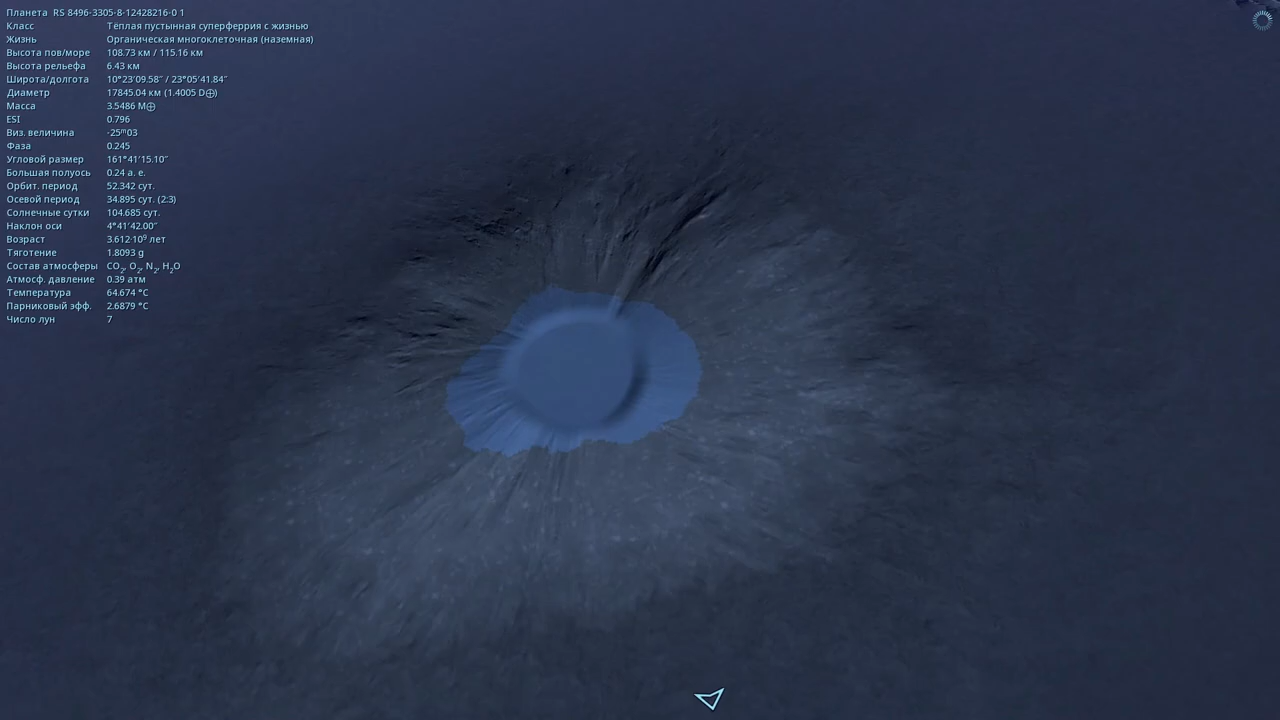 Планета RS 8496-3305-8-12428216-0 1
Класс Тёплая пустынная суперферрия с жизнью
Жизнь Органическая многоклеточная (наземная)
Высота пов/море 108.73 км / 115.16 км
Высота рельефа 6.43 км
Широта/долгота 10°23′09.58″ / 23°05′41.84″
Диаметр 17845.04 км (1.4005 D⊕)
Масса 3.5486 M⊕
ESI 0.796
Виз. величина -25ᵐ03
Фаза 0.245
Угловой размер 161°41′15.10″
Большая полуось 0.24 а. е.
Орбит. период 52.342 сут.
Осевой период 34.895 сут. (2:3)
Солнечные сутки 104.685 сут.
Наклон оси 4°41′42.00″
Возраст 3.612·10⁹ лет
Тяготение 1.8093 g
Состав атмосферы CO₂, O₂, N₂, H₂O
Атмосф. давление 0.39 атм
Температура 64.674 °C
Парниковый эфф. 2.6879 °C
Число лун 7